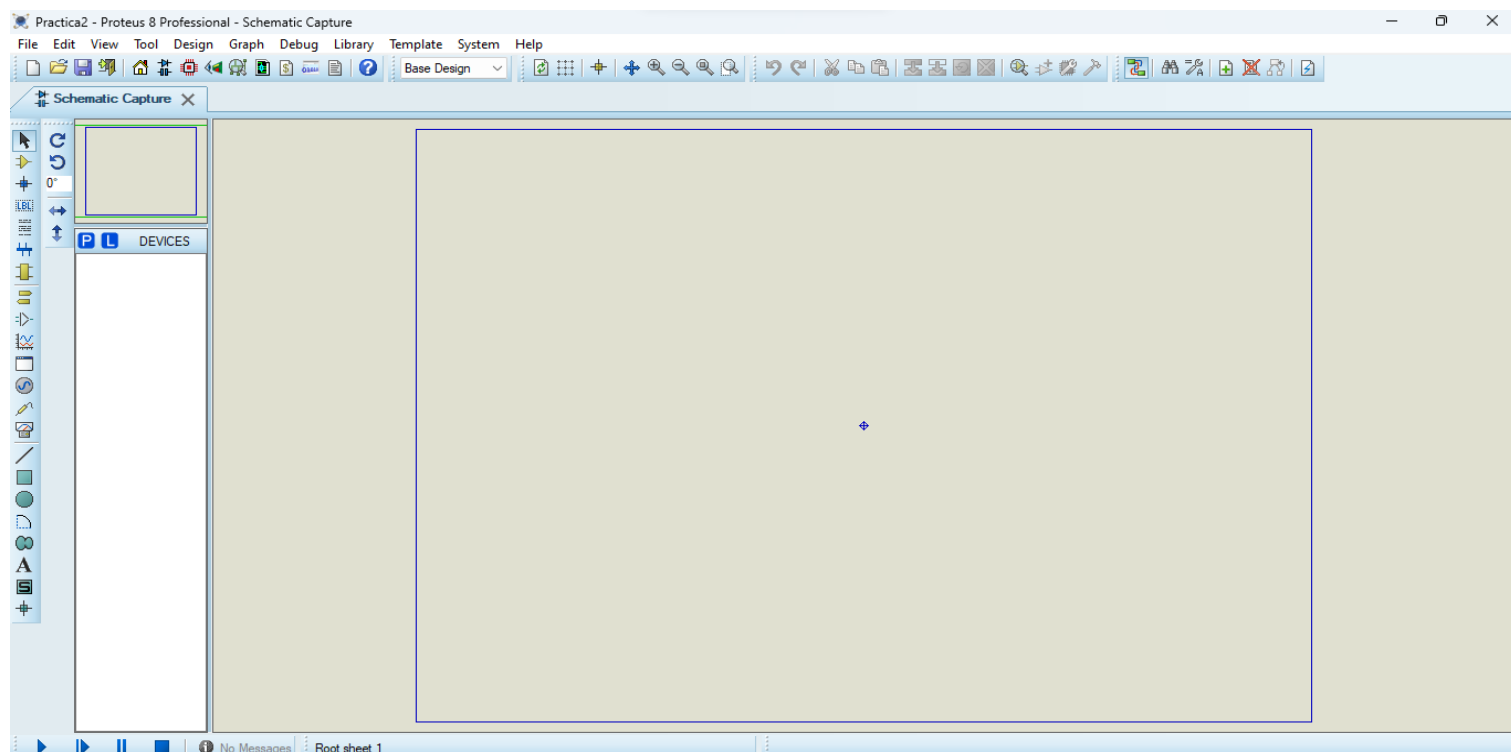 Practica2 - Proteus 8 Professional - Schematic Capture
File Edit View Tool Design Graph Debug Library Template System Help
Base Design
Schematic Capture
0°
LBL
P L DEVICES
A
S
No Messages Root sheet 1